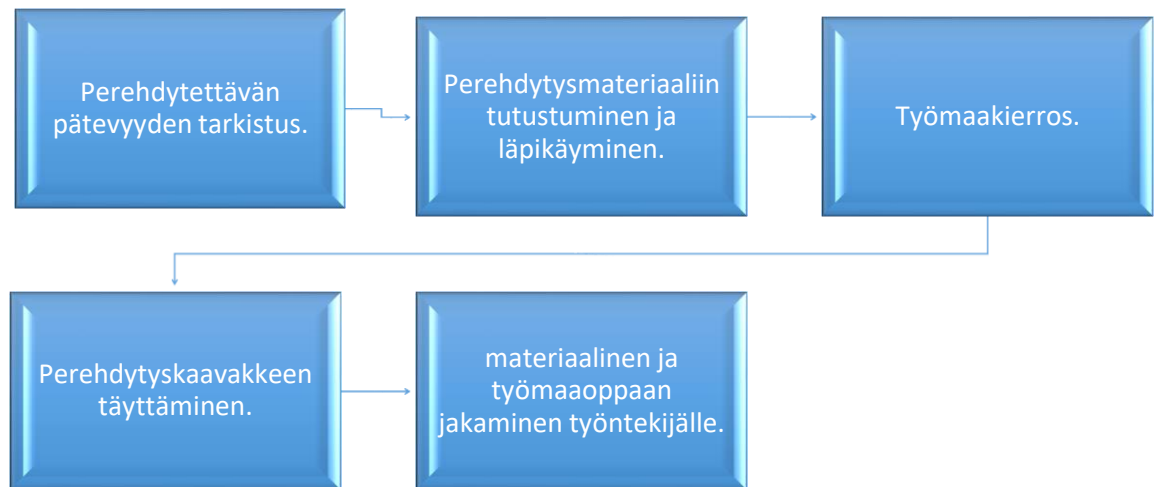 Perehdytettävän
pätevyyden tarkistus.
Perehdytysmateriaaliin
tutustuminen ja
läpikäyminen.
Työmaakierros.
Perehdytyskaavakkeen
täyttäminen.
materiaalinen ja
työmaaoppaan
jakaminen työntekijälle.